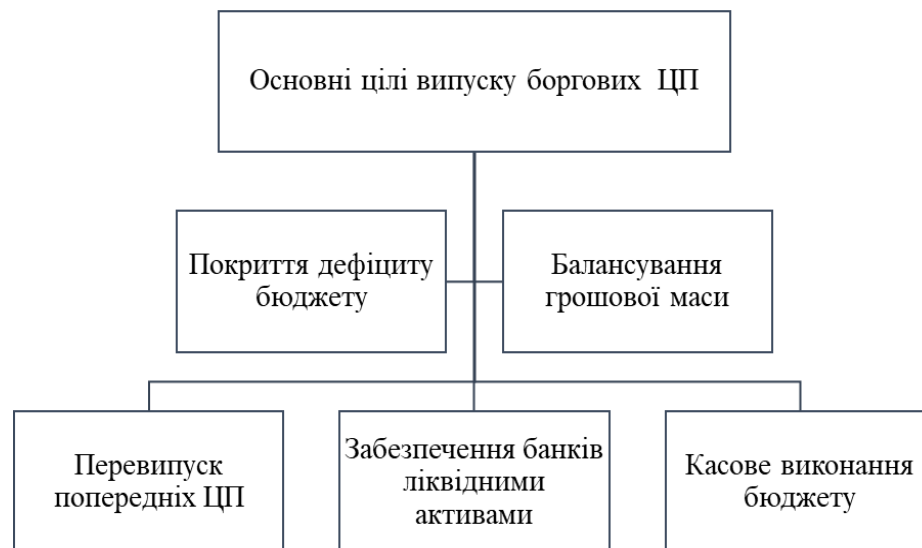 Основні цілі випуску боргових ЦП
Покриття дефіциту
бюджету
Балансування
грошової маси
Перевипуск
попередніх ЦП
Забезпечення банків
ліквідними
активами
Касове виконання
бюджету